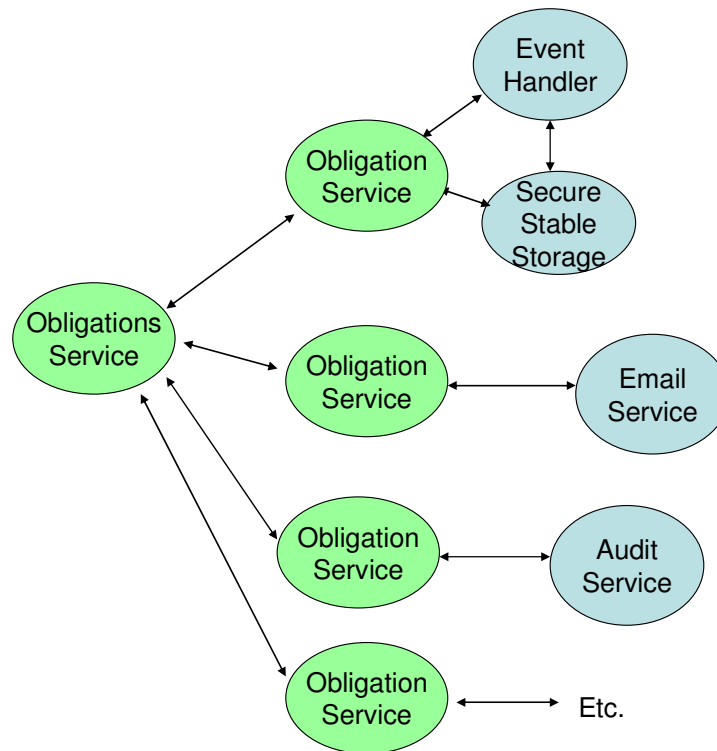 Event
Handler
Obligation
Service
Secure
Stable
Storage
Obligations
Service
Obligation
Service
Email
Service
Obligation
Service
Audit
Service
Obligation
Service
Etc.